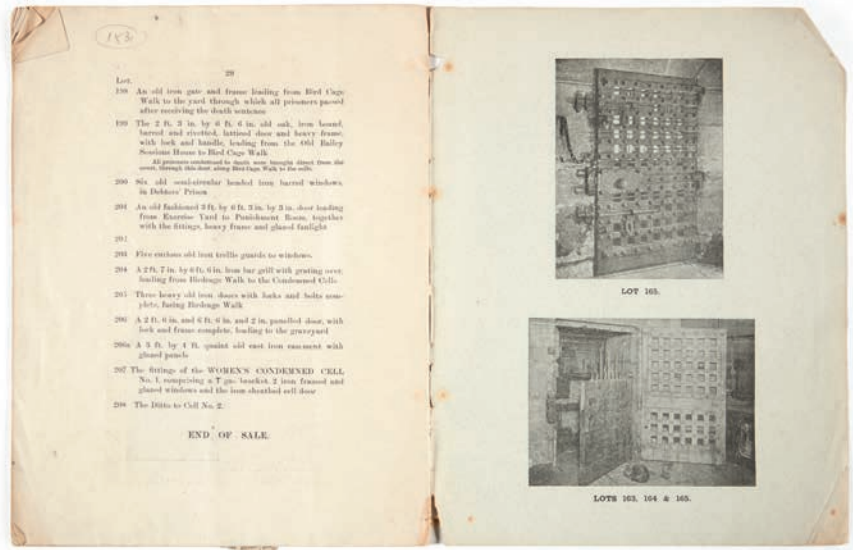 153
28
Lot.
198 An old iron gate and frame leading from Bird Cage
Walk to the yard through which all prisoners passed
after receiving the death sentence
199 The 2 ft. 3 in. by 6 ft. 6 in. old oak, iron bound,
barred and rivetted, latticed door and heavy frame,
with lock and handle, leading from the Old Bailey
Sessions House to Bird Cage Walk
All prisoners condemned to death were brought direct from the
court, through this door, along Bird Cage Walk to the cells.
200 Six old semi-circular headed iron barred windows,
in Debtors' Prison
201 An old fashioned 3 ft. by 6 ft. 3 in. by 3 in. door leading
from Exercise Yard to Punishment Room, together
with the fittings, heavy frame and glazed fanlight
202
203 Five curious old iron trellis guards to windows.
204 A 2 ft. 7 in. by 6 ft. 6 in. iron bar grill with grating over,
leading from Birdcage Walk to the Condemned Cells
205 Three heavy old iron doors with locks and bolts com-
plete, facing Birdcage Walk
206 A 2 ft. 6 in. and 6 ft. 6 in. and 2 in. panelled door, with
lock and frame complete, leading to the graveyard
206a A 5 ft. by 4 ft. quaint old cast iron casement with
glazed panels
207 The fittings of the WOMEN'S CONDEMNED CELL
No. 1, comprising a T gas bracket, 2 iron framed and
glazed windows and the iron sheathed cell door
208 The Ditto to Cell No. 2.
END OF SALE.
LOT 165.
LOTS 163, 164 & 165.